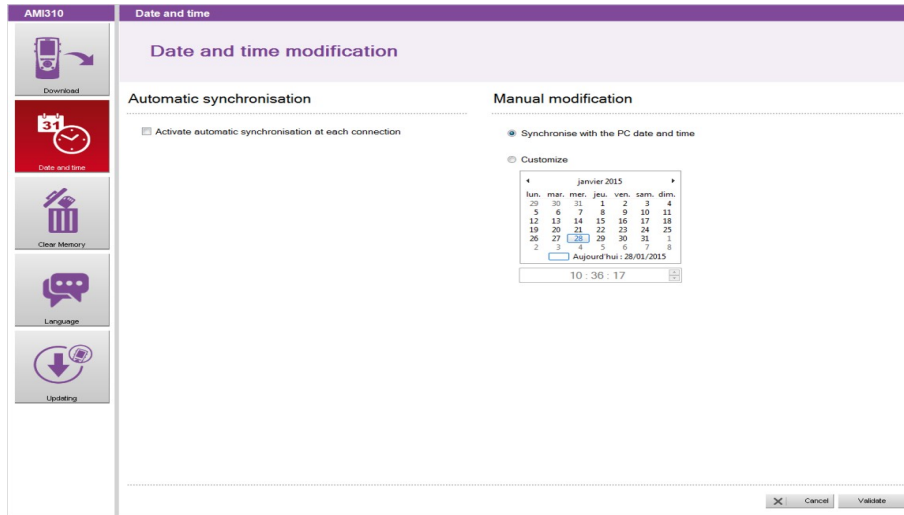 AMI310
Date and time
Date and time modification
Download
31
Date and time
Clear Memory
Language
Updating
Automatic synchronisation
Activate automatic synchronisation at each connection
Manual modification
Synchronise with the PC date and time
Customize
janvier 2015
lun. mar. mer. jeu. ven. sam. dim.
29 30 31 1 2 3 4
5 6 7 8 9 10 11
12 13 14 15 16 17 18
19 20 21 22 23 24 25
26 27 28 29 30 31 1
2 3 4 5 6 7 8
Aujourd'hui : 28/01/2015
10 : 36 : 17
Cancel
Validate